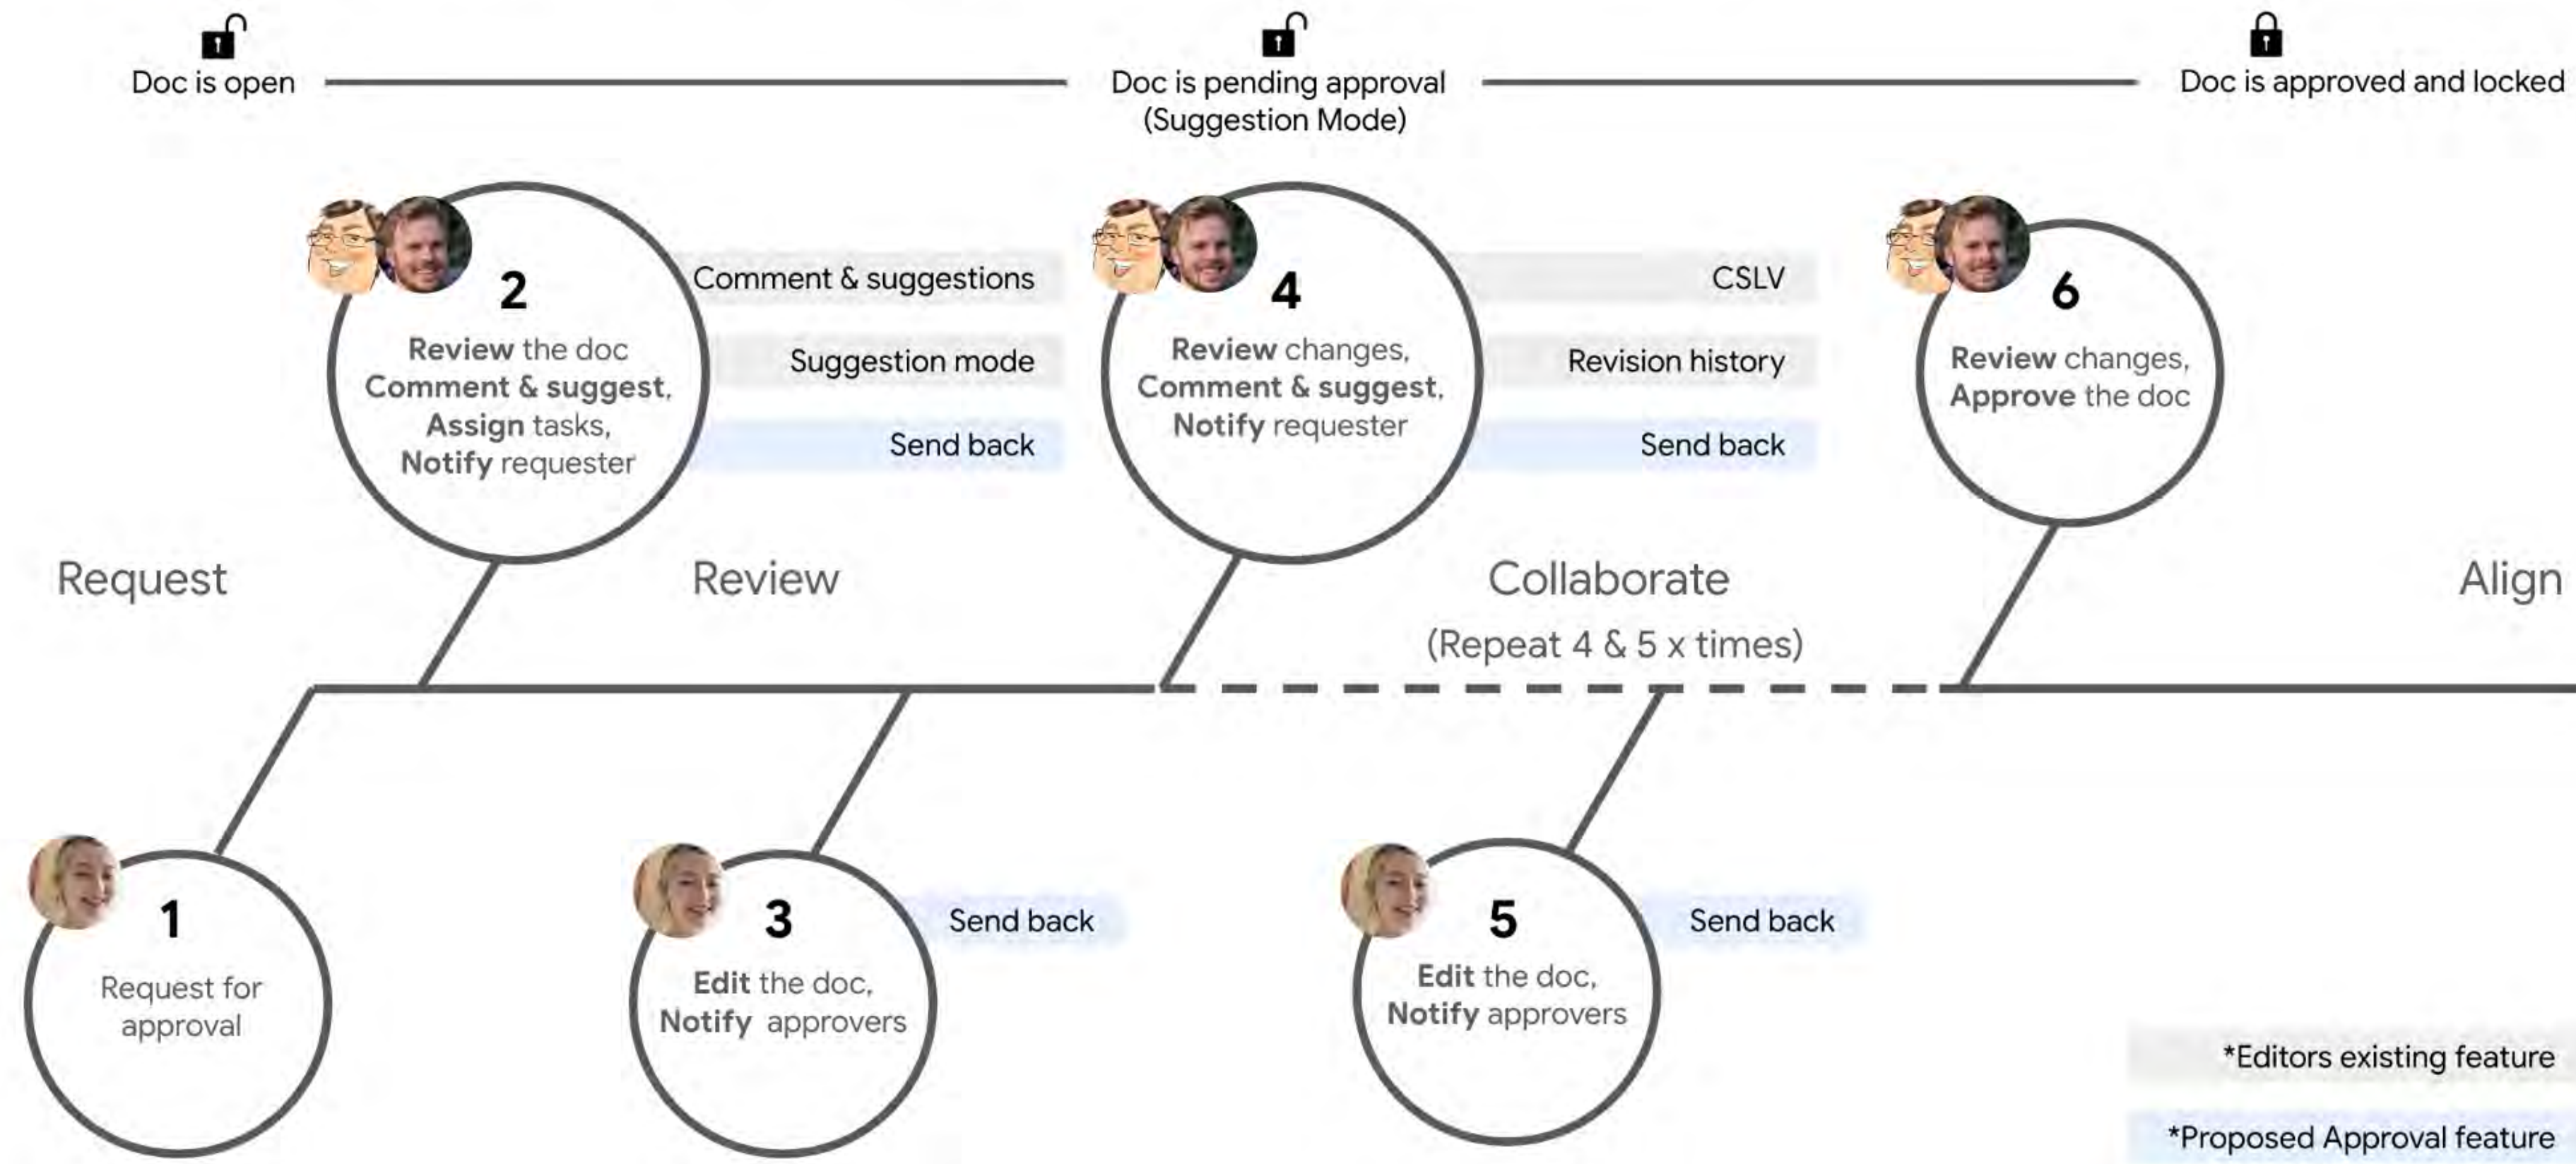 Doc is open
Doc is pending approval
(Suggestion Mode)
Doc is approved and locked
2
Review the doc
Comment & suggest,
Assign tasks,
Notify requester
Comment & suggestions
Suggestion mode
Send back
4
Review changes,
Comment & suggest,
Notify requester
CSLV
Revision history
Send back
6
Review changes,
Approve the doc
Request
Review
Collaborate
(Repeat 4 & 5 x times)
Align
1
Request for
approval
3
Edit the doc,
Notify approvers
Send back
5
Edit the doc,
Notify approvers
Send back
*Editors existing feature
*Proposed Approval feature